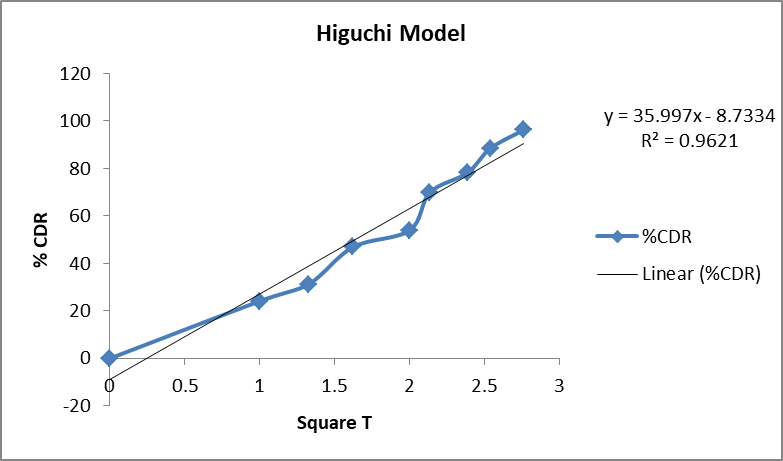 Higuchi Model
120
100
80
60
40
20
0
-20
0
0.5
1
1.5
2
2.5
3
% CDR
Square T
y = 35.997x - 8.7334
R² = 0.9621
%CDR
Linear (%CDR)